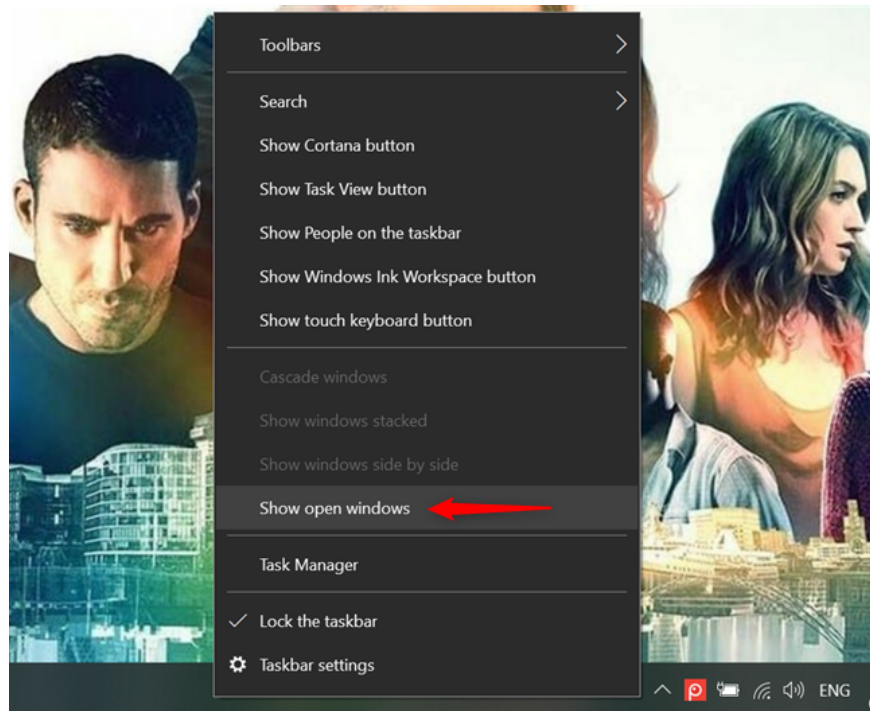 Toolbars
Search
Show Cortana button
Show Task View button
Show People on the taskbar
Show Windows Ink Workspace button
Show touch keyboard button
Cascade windows
Show windows stacked
Show windows side by side
Show open windows
Task Manager
Lock the taskbar
Taskbar settings
ENG